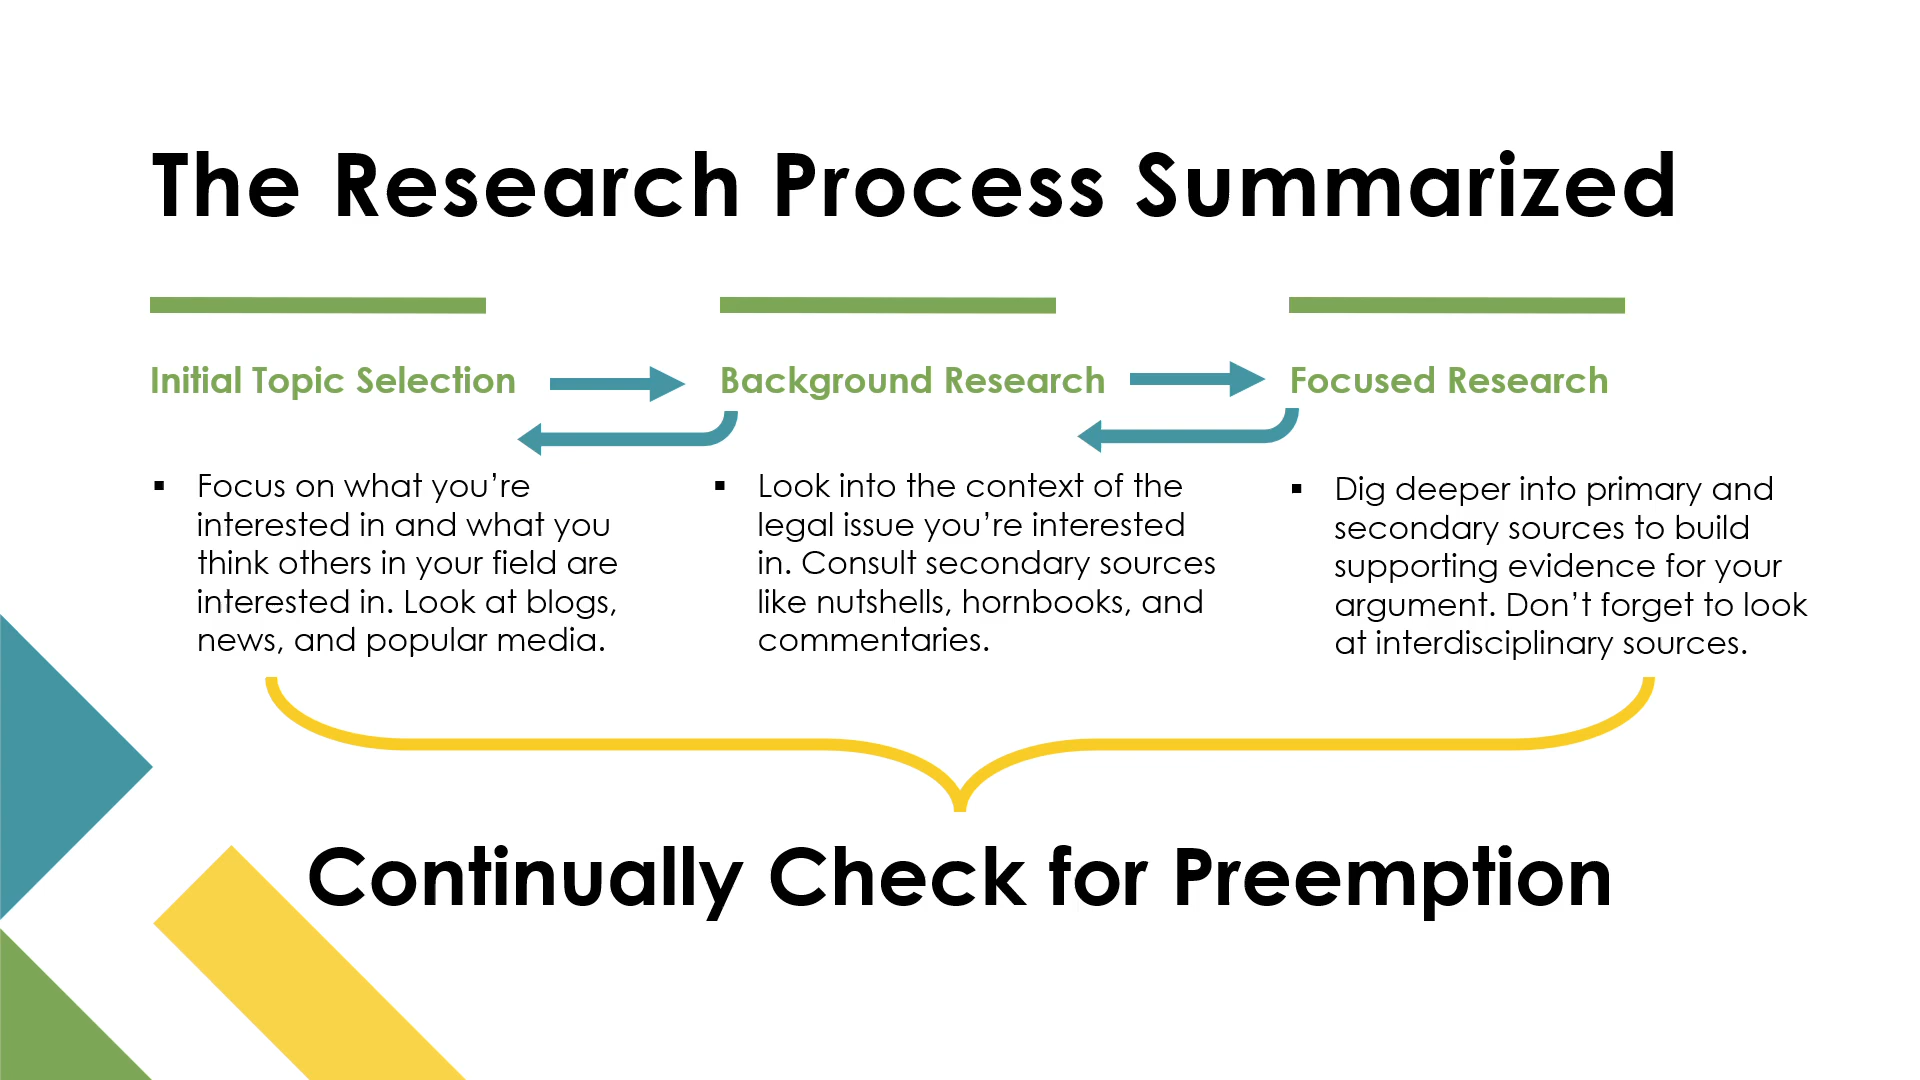 The Research Process Summarized
Initial Topic Selection
Background Research
Focused Research
▪ Focus on what you’re
interested in and what you
think others in your field are
interested in. Look at blogs,
news, and popular media.
▪ Look into the context of the
legal issue you’re interested
in. Consult secondary sources
like nutshells, hornbooks, and
commentaries.
▪ Dig deeper into primary and
secondary sources to build
supporting evidence for your
argument. Don’t forget to look
at interdisciplinary sources.
Continually Check for Preemption